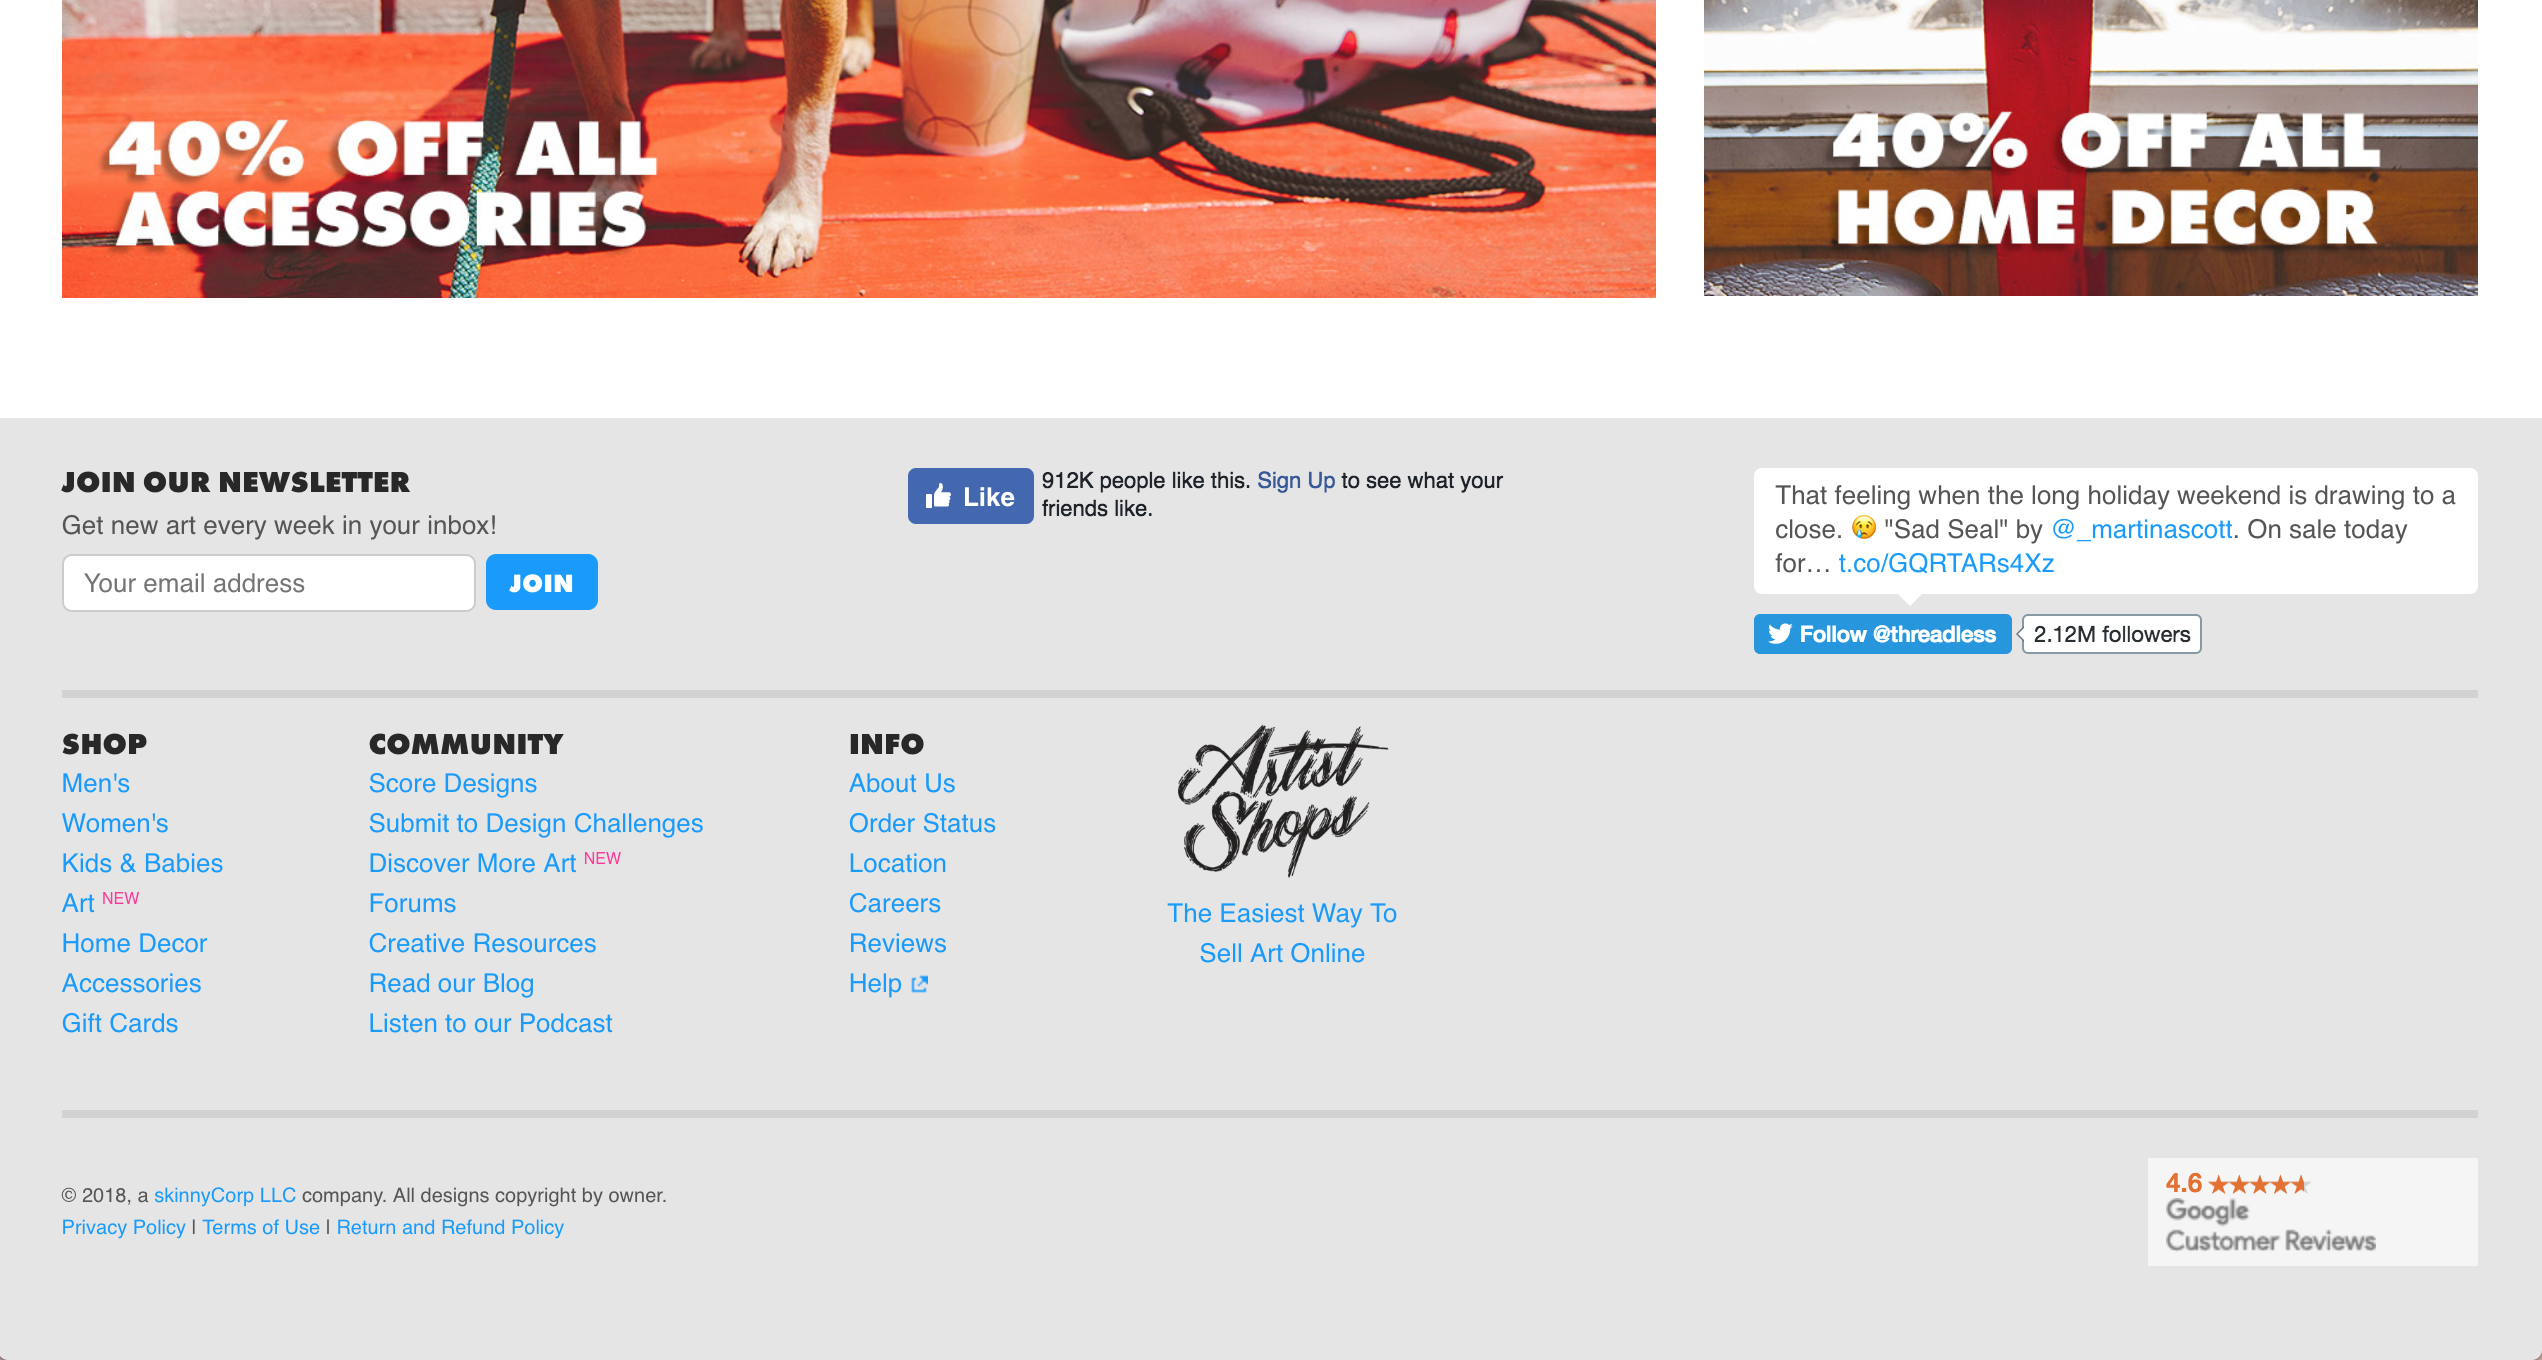 40% OFF ALL
ACCESSORIES
40% OFF ALL
HOME DECOR
JOIN OUR NEWSLETTER
Get new art every week in your inbox!
Your email address
JOIN
Like
912K people like this. Sign Up to see what your
friends like.
That feeling when the long holiday weekend is drawing to a
close. 😢 "Sad Seal" by @_martinascott. On sale today
for… t.co/GQRTARs4Xz
Follow @threadless
2.12M followers
SHOP
Men's
Women's
Kids & Babies
Art NEW
Home Decor
Accessories
Gift Cards
COMMUNITY
Score Designs
Submit to Design Challenges
Discover More Art NEW
Forums
Creative Resources
Read our Blog
Listen to our Podcast
INFO
About Us
Order Status
Location
Careers
Reviews
Help
Artist
Shops
The Easiest Way To
Sell Art Online
© 2018, a skinnyCorp LLC company. All designs copyright by owner.
Privacy Policy | Terms of Use | Return and Refund Policy
4.6 ★★★★★
Google
Customer Reviews